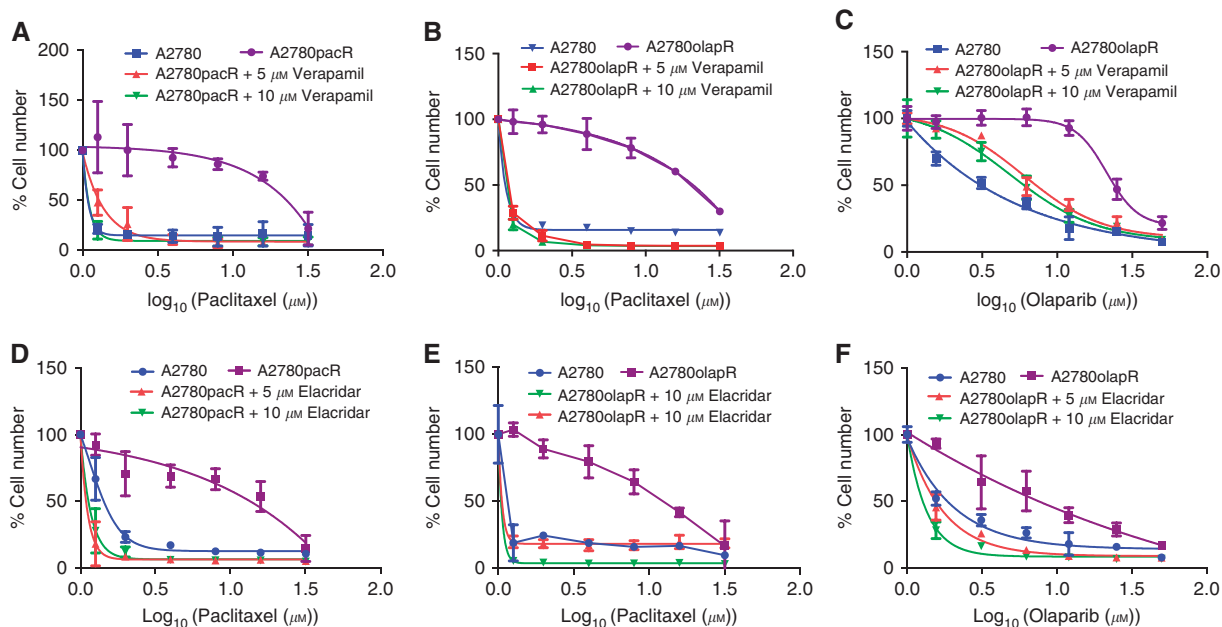 A
200
150
100
50
0
% Cell number
A2780
A2780pacR
A2780pacR + 5 μM Verapamil
A2780pacR + 10 μM Verapamil
0.0 0.5 1.0 1.5 2.0
log10 (Paclitaxel (μM))
B
150
100
50
0
% Cell number
A2780
A2780olapR
A2780olapR + 5 μM Verapamil
A2780olapR + 10 μM Verapamil
0.0 0.5 1.0 1.5 2.0
log10 (Paclitaxel (μM))
C
150
100
50
0
% Cell number
A2780
A2780olapR
A2780olapR + 5 μM Verapamil
A2780olapR + 10 μM Verapamil
0.0 0.5 1.0 1.5 2.0
log10 (Olaparib (μM))
D
150
100
50
0
% Cell number
A2780
A2780pacR
A2780pacR + 5 μM Elacridar
A2780pacR + 10 μM Elacridar
0.0 0.5 1.0 1.5 2.0
Log10 (Paclitaxel (μM))
E
150
100
50
0
% Cell number
A2780
A2780olapR
A2780olapR + 10 μM Elacridar
A2780olapR + 10 μM Elacridar
0.0 0.5 1.0 1.5 2.0
Log10 (Paclitaxel (μM))
F
150
100
50
0
% Cell number
A2780
A2780olapR
A2780olapR + 5 μM Elacridar
A2780olapR + 10 μM Elacridar
0.0 0.5 1.0 1.5 2.0
Log10 (Olaparib (μM))